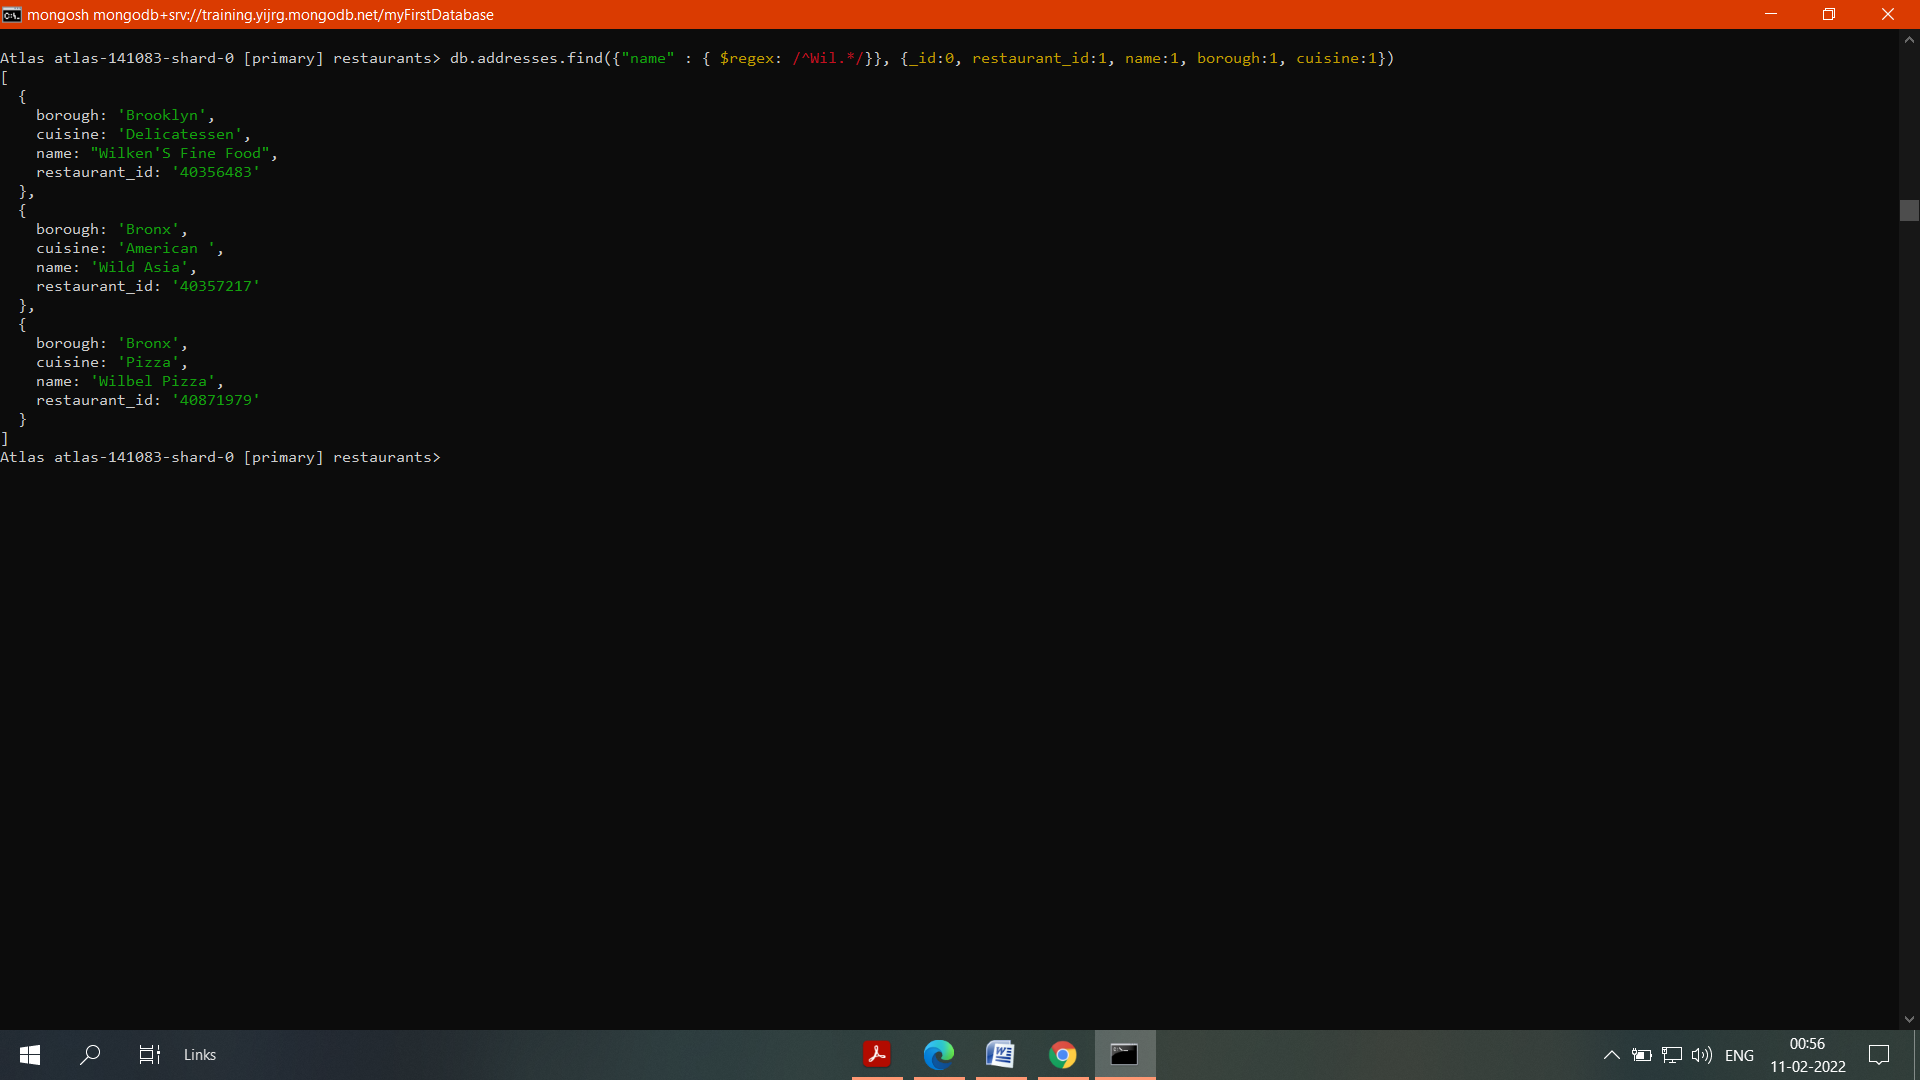 mongosh mongodb+srv://training.yijrg.mongodb.net/myFirstDatabase
Atlas atlas-141083-shard-0 [primary] restaurants> db.addresses.find({"name" : { $regex: /^Wil.*/}}, {_id:0, restaurant_id:1, name:1, borough:1, cuisine:1})
[
  {
    borough: 'Brooklyn',
    cuisine: 'Delicatessen',
    name: "Wilken'S Fine Food",
    restaurant_id: '40356483'
  },
  {
    borough: 'Bronx',
    cuisine: 'American ',
    name: 'Wild Asia',
    restaurant_id: '40357217'
  },
  {
    borough: 'Bronx',
    cuisine: 'Pizza',
    name: 'Wilbel Pizza',
    restaurant_id: '40871979'
  }
]
Atlas atlas-141083-shard-0 [primary] restaurants>
Links
ENG
00:56
11-02-2022